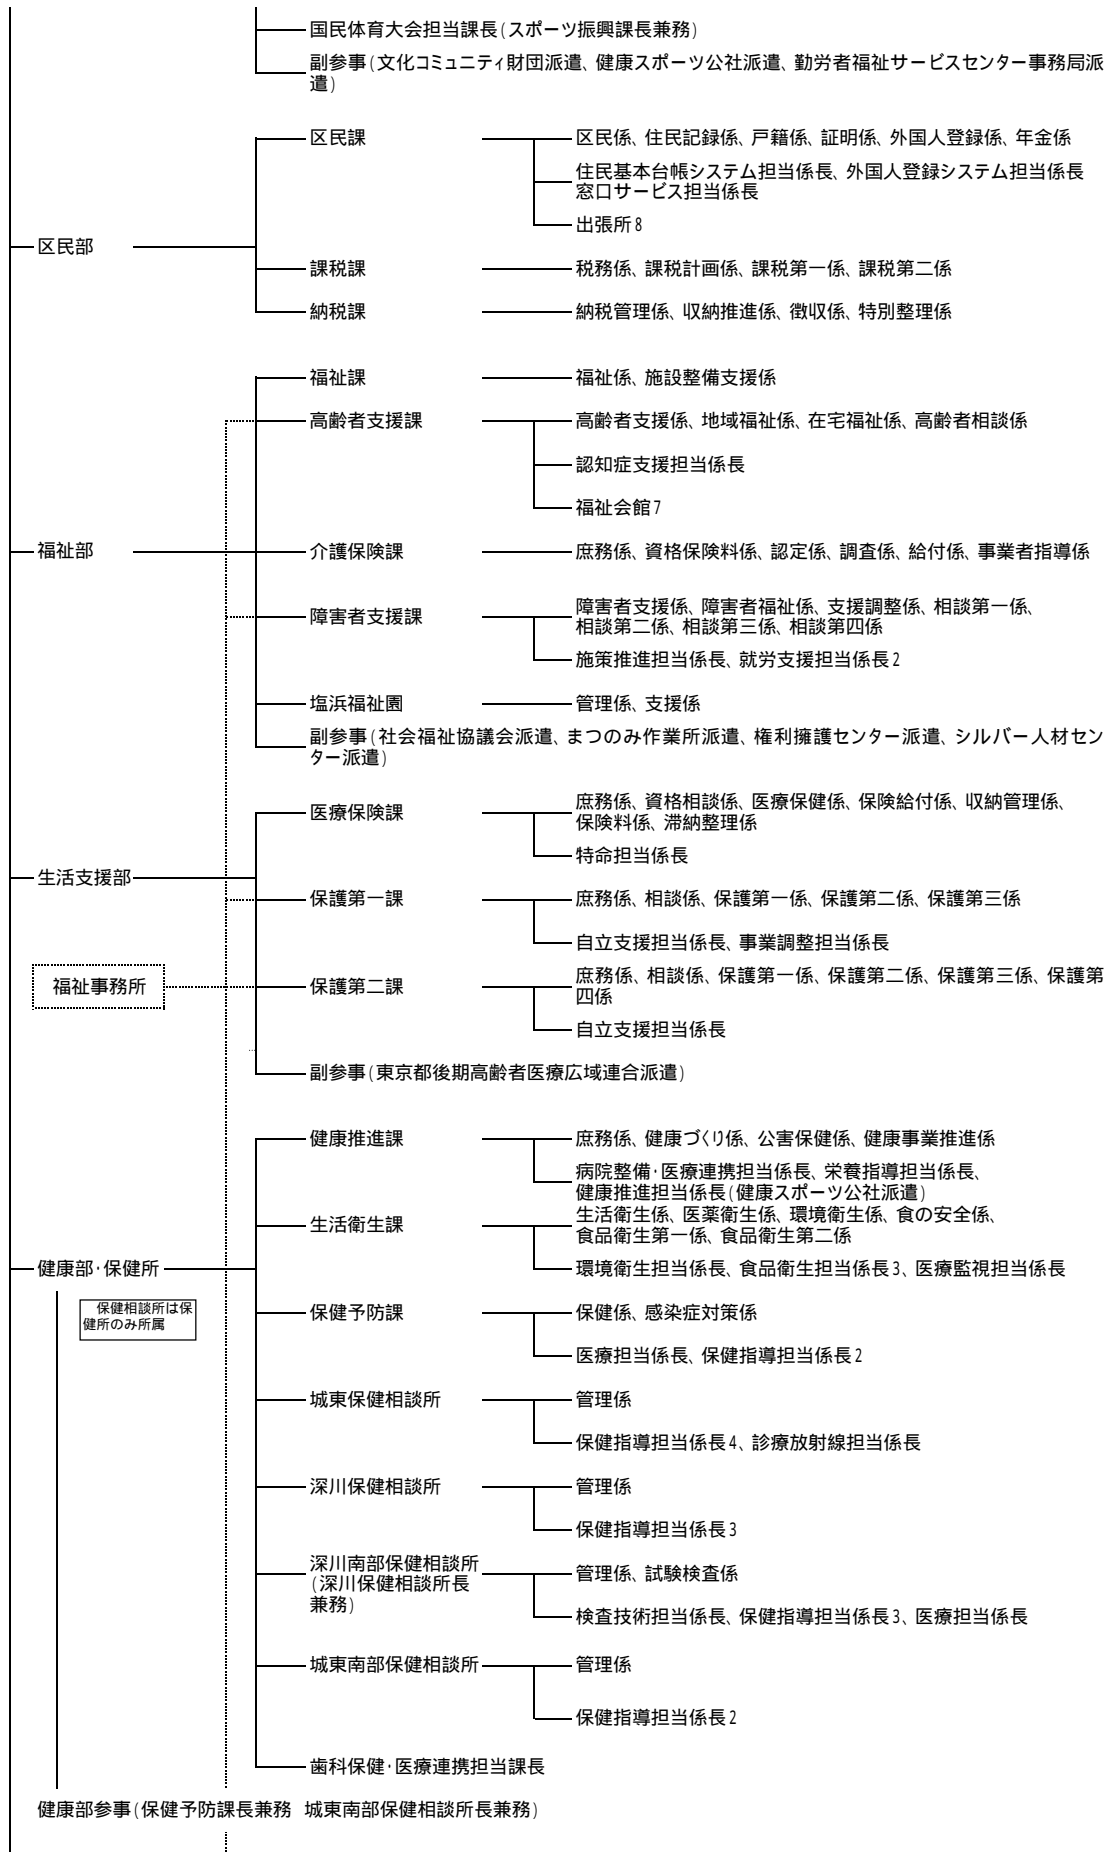 国民体育大会担当課長(スポーツ振興課長兼務)
副参事(文化コミュニティ財団派遣、健康スポーツ公社派遣、勤労者福祉サービスセンター事務局派
遣)
区民課
区民係、住民記録係、戸籍係、証明係、外国人登録係、年金係
住民基本台帳システム担当係長、外国人登録システム担当係長
窓口サービス担当係長
出張所8
区民部
課税課
税務係、課税計画係、課税第一係、課税第二係
納税課
納税管理係、収納推進係、徴収係、特別整理係
福祉課
福祉係、施設整備支援係
高齢者支援課
高齢者支援係、地域福祉係、在宅福祉係、高齢者相談係
認知症支援担当係長
福祉会館7
福祉部
介護保険課
庶務係、資格保険料係、認定係、調査係、給付係、事業者指導係
障害者支援課
障害者支援係、障害者福祉係、支援調整係、相談第一係、
相談第二係、相談第三係、相談第四係
施策推進担当係長、就労支援担当係長2
塩浜福祉園
管理係、支援係
副参事(社会福祉協議会派遣、まつのみ作業所派遣、権利擁護センター派遣、シルバー人材セン
ター派遣)
医療保険課
庶務係、資格相談係、医療保健係、保険給付係、収納管理係、
保険料係、滞納整理係
特命担当係長
生活支援部
保護第一課
庶務係、相談係、保護第一係、保護第二係、保護第三係
自立支援担当係長、事業調整担当係長
福祉事務所
保護第二課
庶務係、相談係、保護第一係、保護第二係、保護第三係、保護第
四係
自立支援担当係長
副参事(東京都後期高齢者医療広域連合派遣)
健康推進課
庶務係、健康づくり係、公害保健係、健康事業推進係
病院整備・医療連携担当係長、栄養指導担当係長、
健康推進担当係長(健康スポーツ公社派遣)
生活衛生課
生活衛生係、医薬衛生係、環境衛生係、食の安全係、
食品衛生第一係、食品衛生第二係
健康部・保健所
環境衛生担当係長、食品衛生担当係長3、医療監視担当係長
保健相談所は保
健所のみ所属
保健予防課
保健係、感染症対策係
医療担当係長、保健指導担当係長2
城東保健相談所
管理係
保健指導担当係長4、診療放射線担当係長
深川保健相談所
管理係
保健指導担当係長3
深川南部保健相談所
(深川保健相談所長
兼務)
管理係、試験検査係
検査技術担当係長、保健指導担当係長3、医療担当係長
城東南部保健相談所
管理係
保健指導担当係長2
歯科保健・医療連携担当課長
健康部参事(保健予防課長兼務 城東南部保健相談所長兼務)